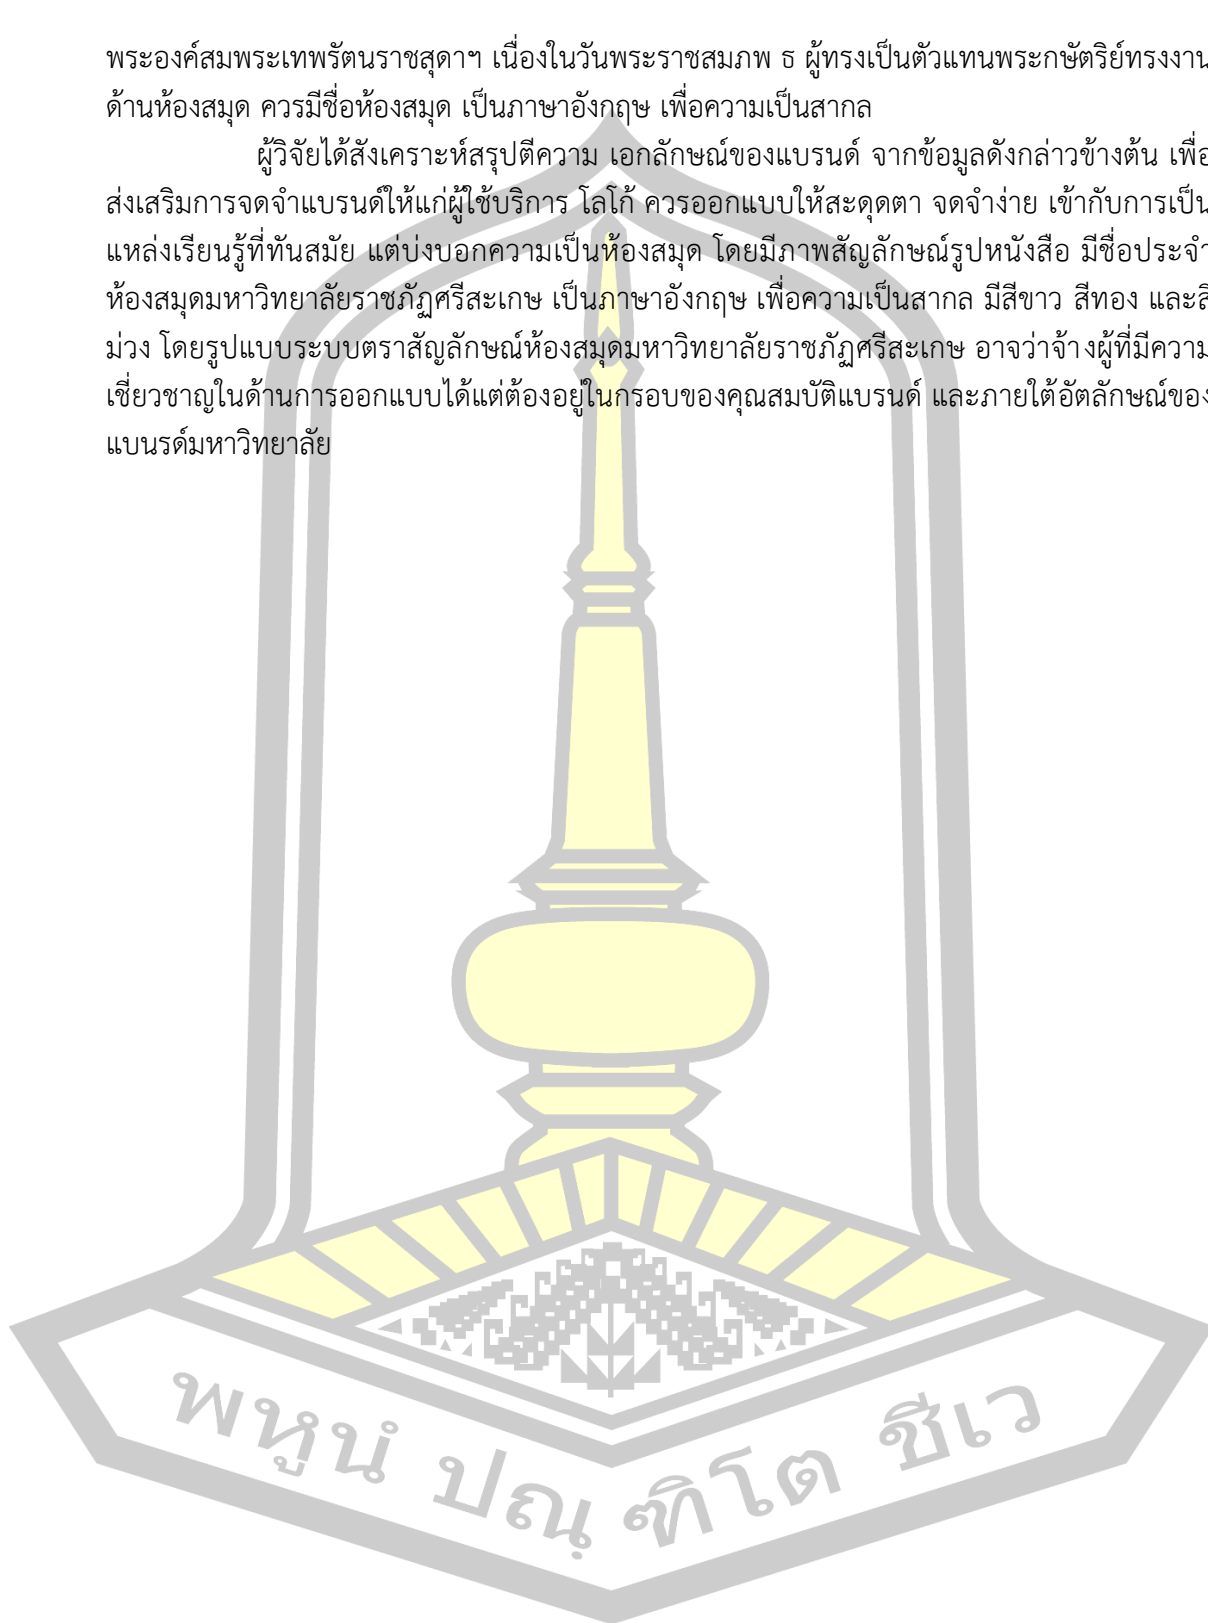 พระองค์สมพระเทพรัตนราชสุดาฯ เนื่องในวันพระราชสมภพ ธ ผู้ทรงเป็นตัวแทนพระกษัตริย์ทรงงาน
ด้านห้องสมุด ควรมีชื่อห้องสมุด เป็นภาษาอังกฤษ เพื่อความเป็นสากล
ผู้วิจัยได้สังเคราะห์สรุปตีความ เอกลักษณ์ของแบรนด์ จากข้อมูลดังกล่าวข้างต้น เพื่อ
ส่งเสริมการจดจำแบรนด์ให้แก่ผู้ใช้บริการ โลโก้ ควรออกแบบให้สะดุดตา จดจำง่าย เข้ากับการเป็น
แหล่งเรียนรู้ที่ทันสมัย แต่บ่งบอกความเป็นห้องสมุด โดยมีภาพสัญลักษณ์รูปหนังสือ มีชื่อประจำ
ห้องสมุดมหาวิทยาลัยราชภัฏศรีสะเกษ เป็นภาษาอังกฤษ เพื่อความเป็นสากล มีสีขาว สีทอง และสี
ม่วง โดยรูปแบบระบบตราสัญลักษณ์ห้องสมุดมหาวิทยาลัยราชภัฏศรีสะเกษ อาจว่าจ้างผู้ที่มีความ
เชี่ยวชาญในด้านการออกแบบได้แต่ต้องอยู่ในกรอบของคุณสมบัติแบรนด์ และภายใต้อัตลักษณ์ของ
แบนรด์มหาวิทยาลัย
พหูนํ ปณฺฑิโต ชีเว